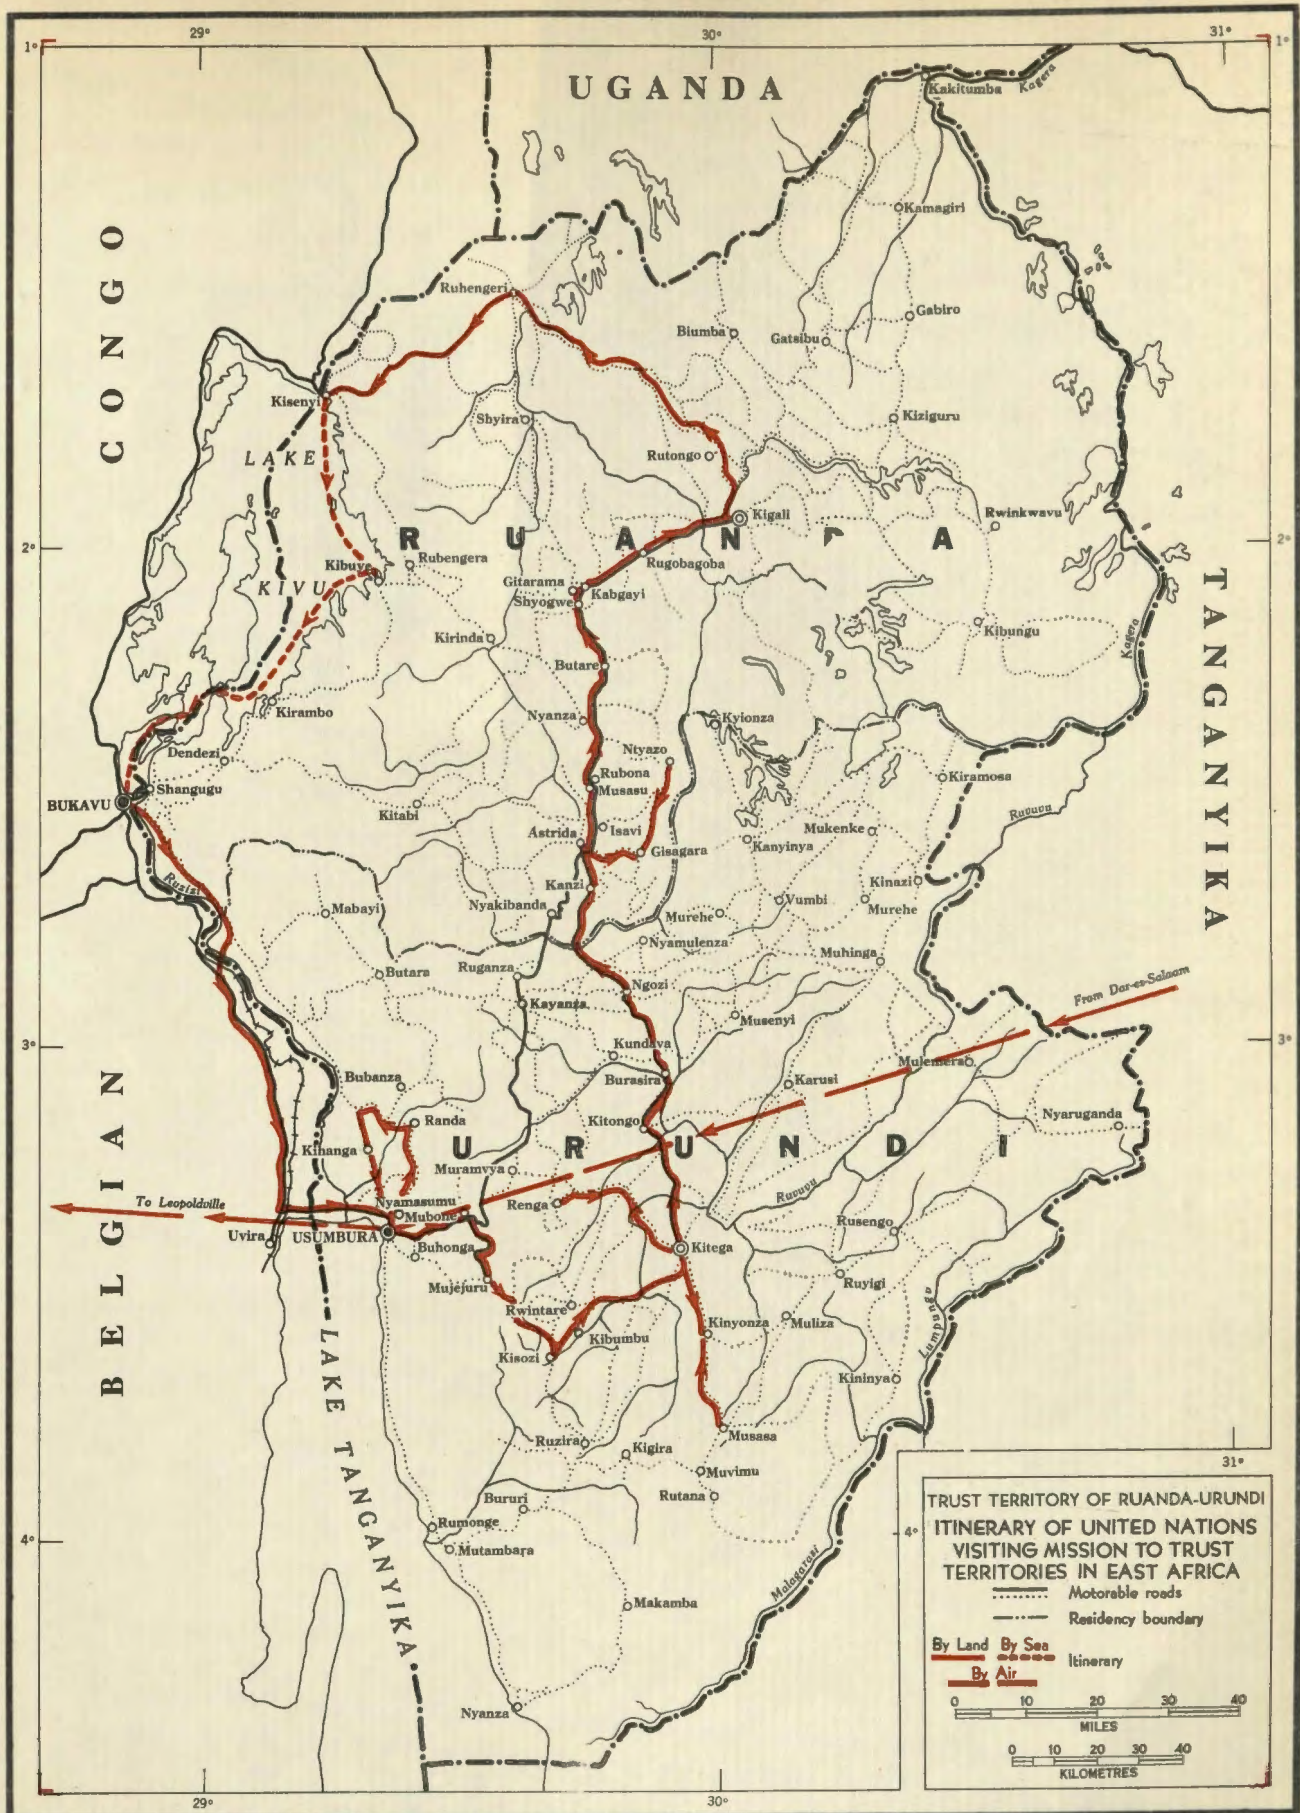 29°
30°
31°
1°
1°
UGANDA
Kakitumba
Kagera
Kamagiri
Ruhengeri
Gabiro
Biumba
Gatsibu
CONGO
Kisenyi
Shyira
Kiziguru
LAKE
Rutongo
Kigali
Rwinkwavu
RUANDA
2°
2°
Kibuye
Rubengera
Rugobagoba
KIVU
Gitarama
Kabgayi
Shyogwe
TANGANYIKA
Kirinda
Kibungu
Kagera
Butare
Kirambo
Nyanza
Kyionza
Dendezi
Ntyazo
Shangugu
Rubona
Musasu
Kiramosa
BUKAVU
Kitabi
Ruvuvu
Astrida
Isavi
Mukenke
Gisagara
Kanyinya
Ruzizi
Kanzi
Kinazi
Mabayi
Nyakibanda
Murehe
Vumbi
Murehe
Nyamulenza
Muhinga
Butara
Ruganza
From Dar-es-Salaam
Ngozi
Kayanza
Musenyi
3°
3°
Kundava
Mulemera
Bubanza
Burasira
Karusi
Randa
Kitongo
Nyaruganda
Kihanga
URUNDI
Muramvya
BELGIAN
Ruvuvu
To Leopoldville
Nyamasumu
Renga
Mubone
Rusengo
Uvira
USUMBURA
Buhonga
Kitega
Mujejuru
Ruyigi
Rwintare
Kinyonza
Muliza
Kibumbu
Lumpungu
Kisozi
LAKE TANGANYIKA
Kininya
Ruzira
Kigira
Musasa
Muvimu
Bururi
Rutana
Rumonge
4°
4°
Mutambara
Malagarasi
Makamba
Nyanza
31°
TRUST TERRITORY OF RUANDA-URUNDI
ITINERARY OF UNITED NATIONS
VISITING MISSION TO TRUST
TERRITORIES IN EAST AFRICA
Motorable roads
Residency boundary
By Land By Sea
Itinerary
By Air
0 10 20 30 40
MILES
0 10 20 30 40
KILOMETRES
29°
30°